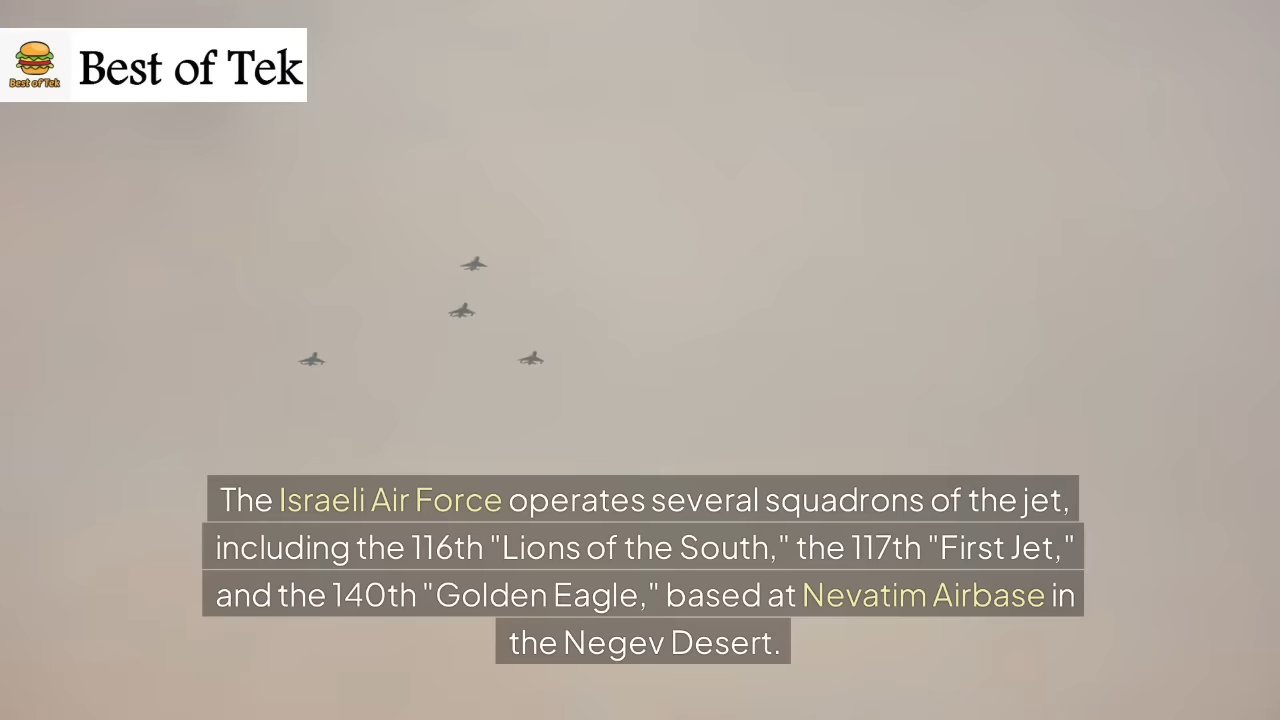 Best of Tek
Best of Tek
The Israeli Air Force operates several squadrons of the jet,
including the 116th "Lions of the South," the 117th "First Jet,"
and the 140th "Golden Eagle," based at Nevatim Airbase in
the Negev Desert.